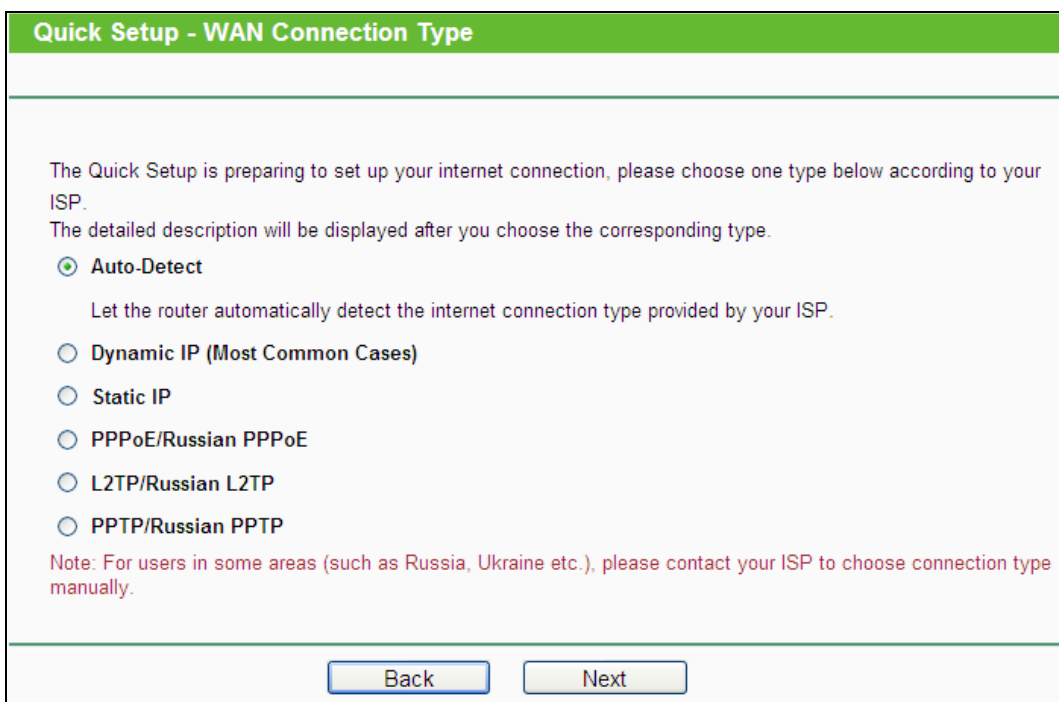 Quick Setup - WAN Connection Type
The Quick Setup is preparing to set up your internet connection, please choose one type below according to your
ISP.
The detailed description will be displayed after you choose the corresponding type.
Auto-Detect
Let the router automatically detect the internet connection type provided by your ISP.
Dynamic IP (Most Common Cases)
Static IP
PPPoE/Russian PPPoE
L2TP/Russian L2TP
PPTP/Russian PPTP
Note: For users in some areas (such as Russia, Ukraine etc.), please contact your ISP to choose connection type
manually.
Back Next